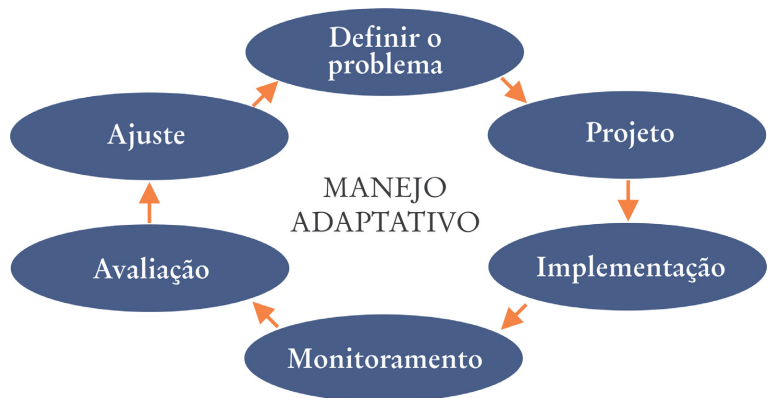 Definir o
problema
Ajuste
Projeto
MANEJO
ADAPTATIVO
Avaliação
Implementação
Monitoramento